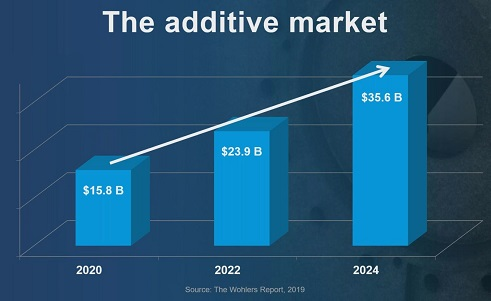 The additive market
$15.8 B
$23.9 B
$35.6 B
2020
2022
2024
Source: The Wohlers Report, 2019